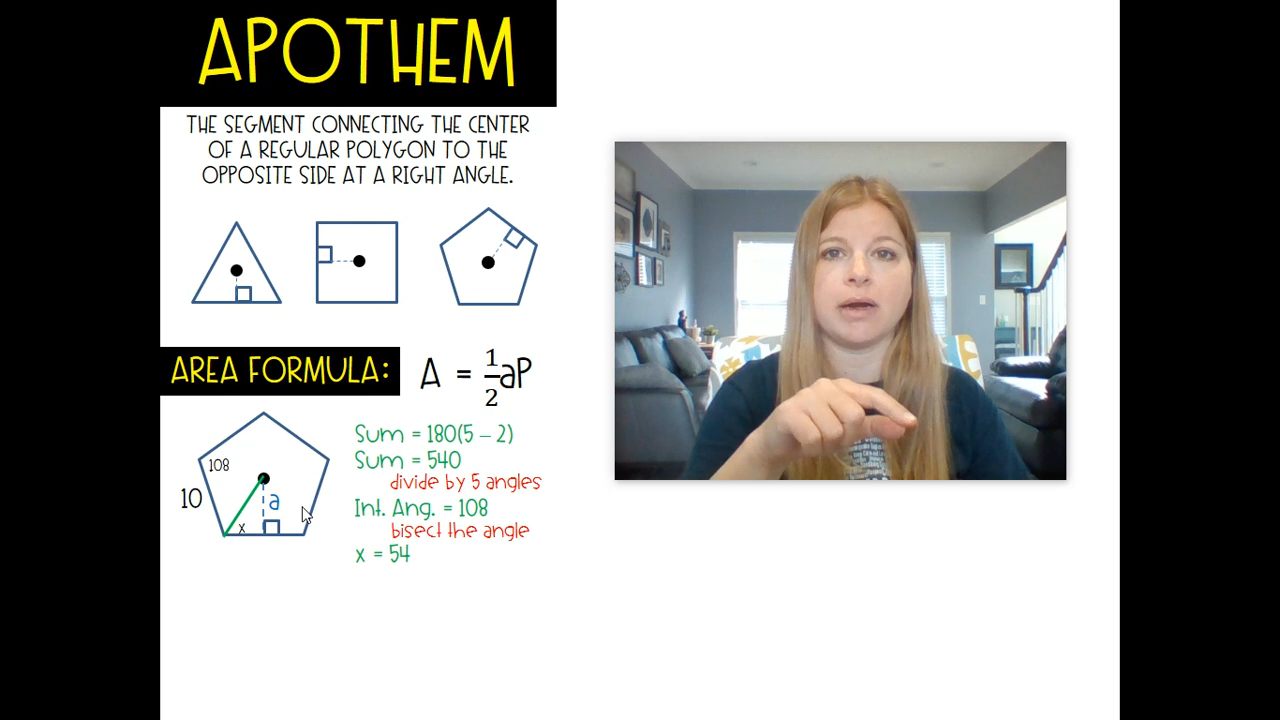 APOTHEM
THE SEGMENT CONNECTING THE CENTER
OF A REGULAR POLYGON TO THE
OPPOSITE SIDE AT A RIGHT ANGLE.
AREA FORMULA:
A = 1/2 aP
108
10
a
x
Sum = 180(5 – 2)
Sum = 540
divide by 5 angles
Int. Ang. = 108
bisect the angle
x = 54